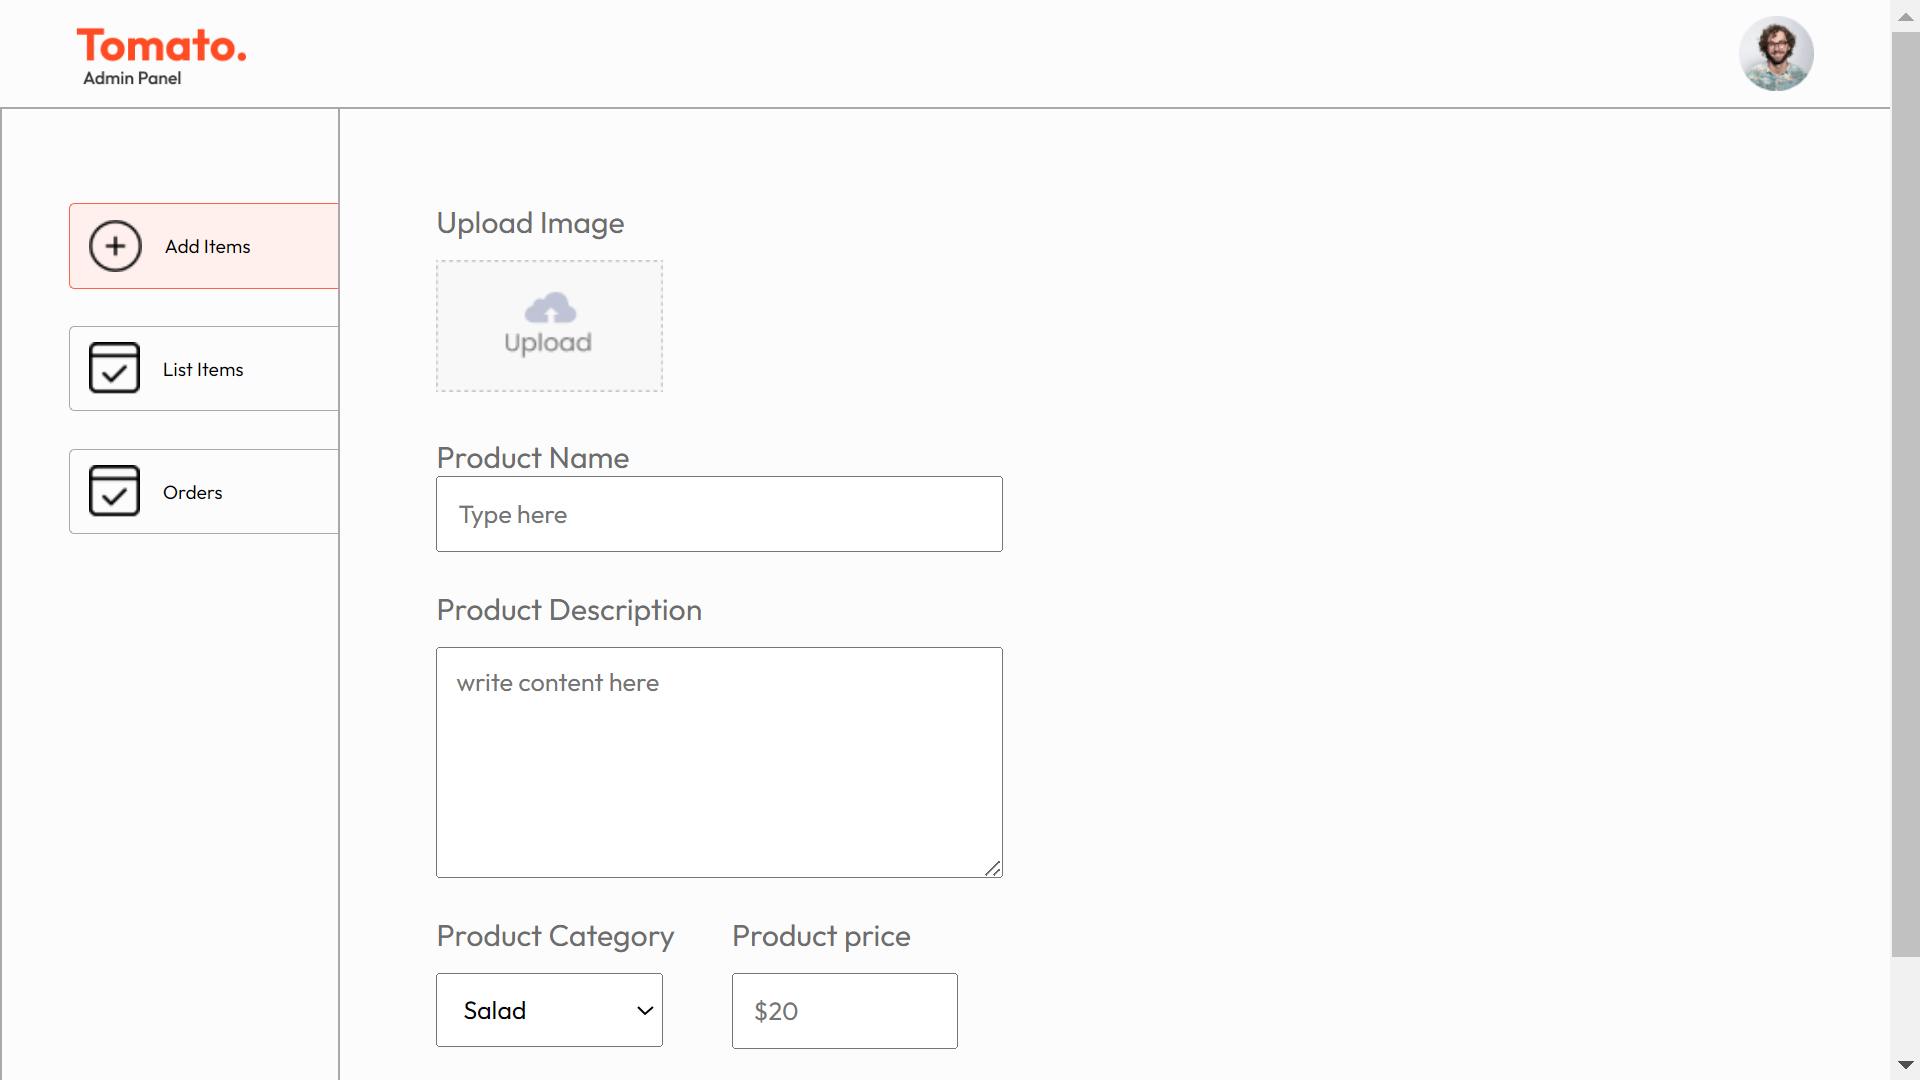 Tomato.
Admin Panel
Add Items
List Items
Orders
Upload Image
Upload
Product Name
Type here
Product Description
write content here
Product Category
Product price
Salad
$20